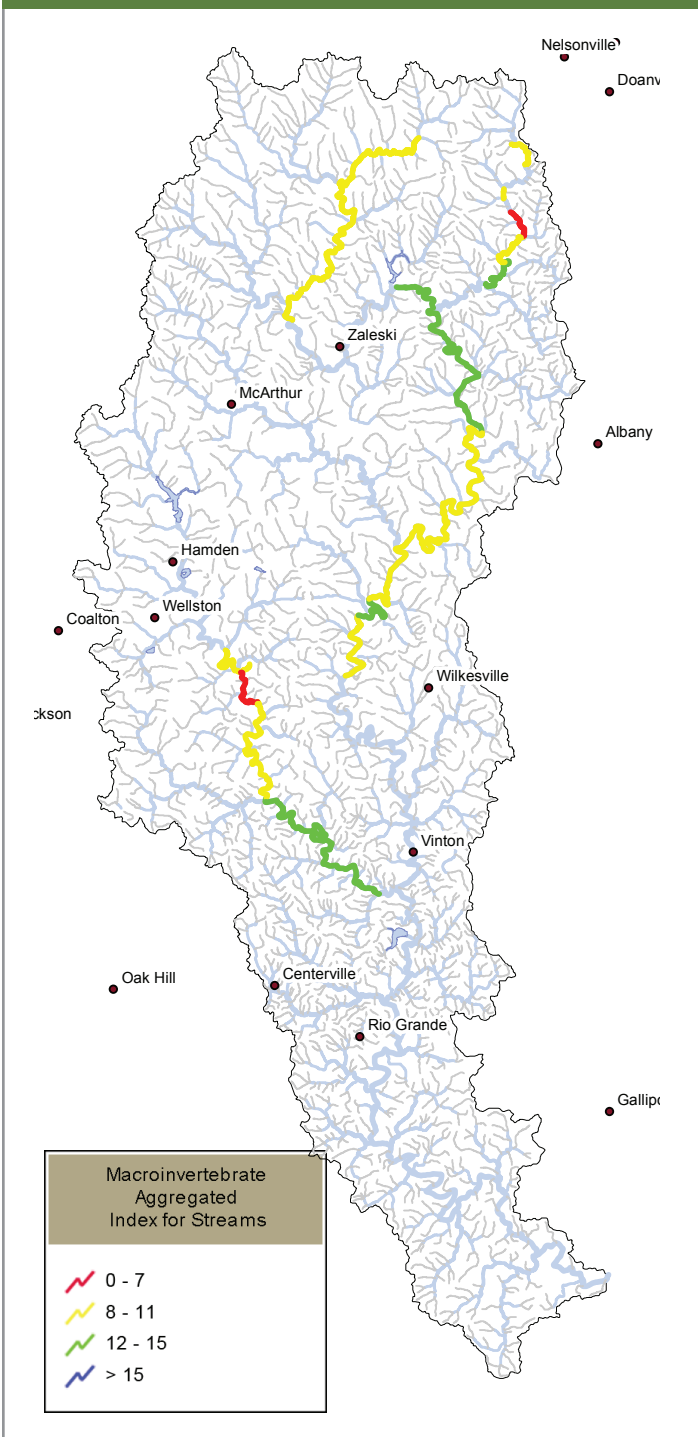 Nelsonville
Doanv
Zaleski
McArthur
Albany
Hamden
Wellston
Coalton
Wilkesville
ckson
Vinton
Oak Hill
Centerville
Rio Grande
Gallipo
Macroinvertebrate
Aggregated
Index for Streams
0 - 7
8 - 11
12 - 15
> 15